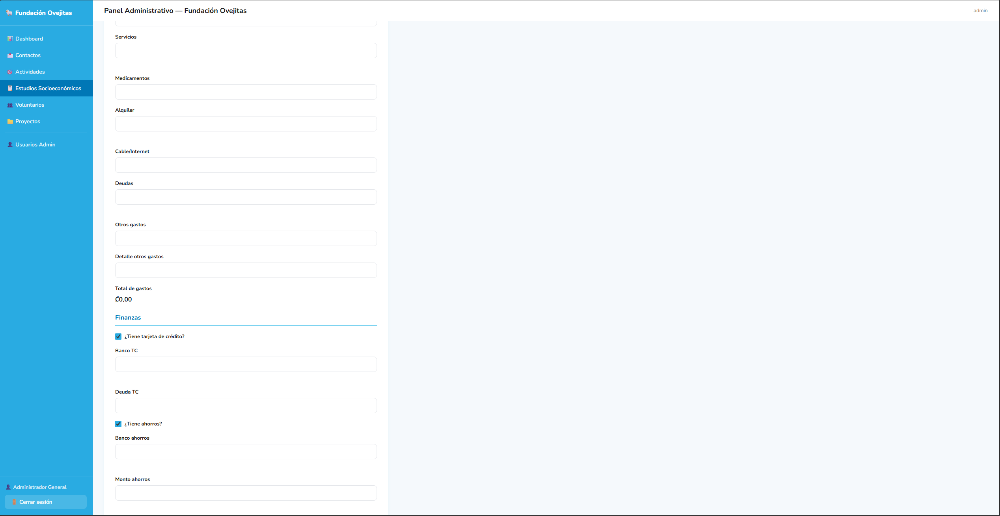 Fundación Ovejitas
Dashboard
Contactos
Actividades
Estudios Socioeconómicos
Voluntarios
Proyectos
Usuarios Admin
Administrador General
Cerrar sesión
Panel Administrativo — Fundación Ovejitas
admin
Servicios
Medicamentos
Alquiler
Cable/Internet
Deudas
Otros gastos
Detalle otros gastos
Total de gastos
₡0,00
Finanzas
¿Tiene tarjeta de crédito?
Banco TC
Deuda TC
¿Tiene ahorros?
Banco ahorros
Monto ahorros